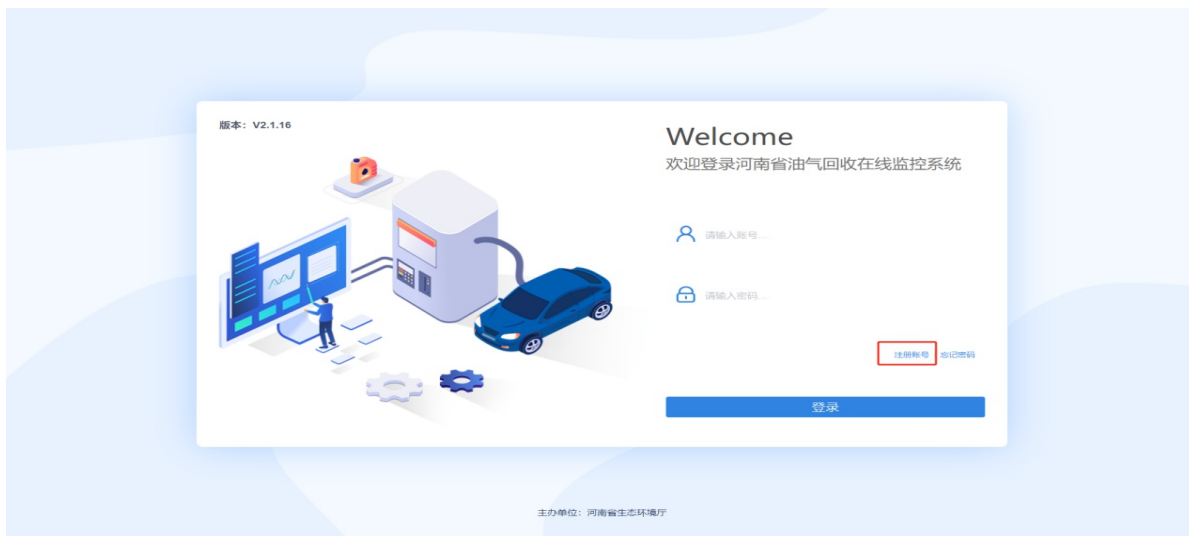 版本：V2.1.16
Welcome
欢迎登录河南省油气回收在线监控系统
请输入账号...
请输入密码...
注册账号 忘记密码
登录
主办单位：河南省生态环境厅